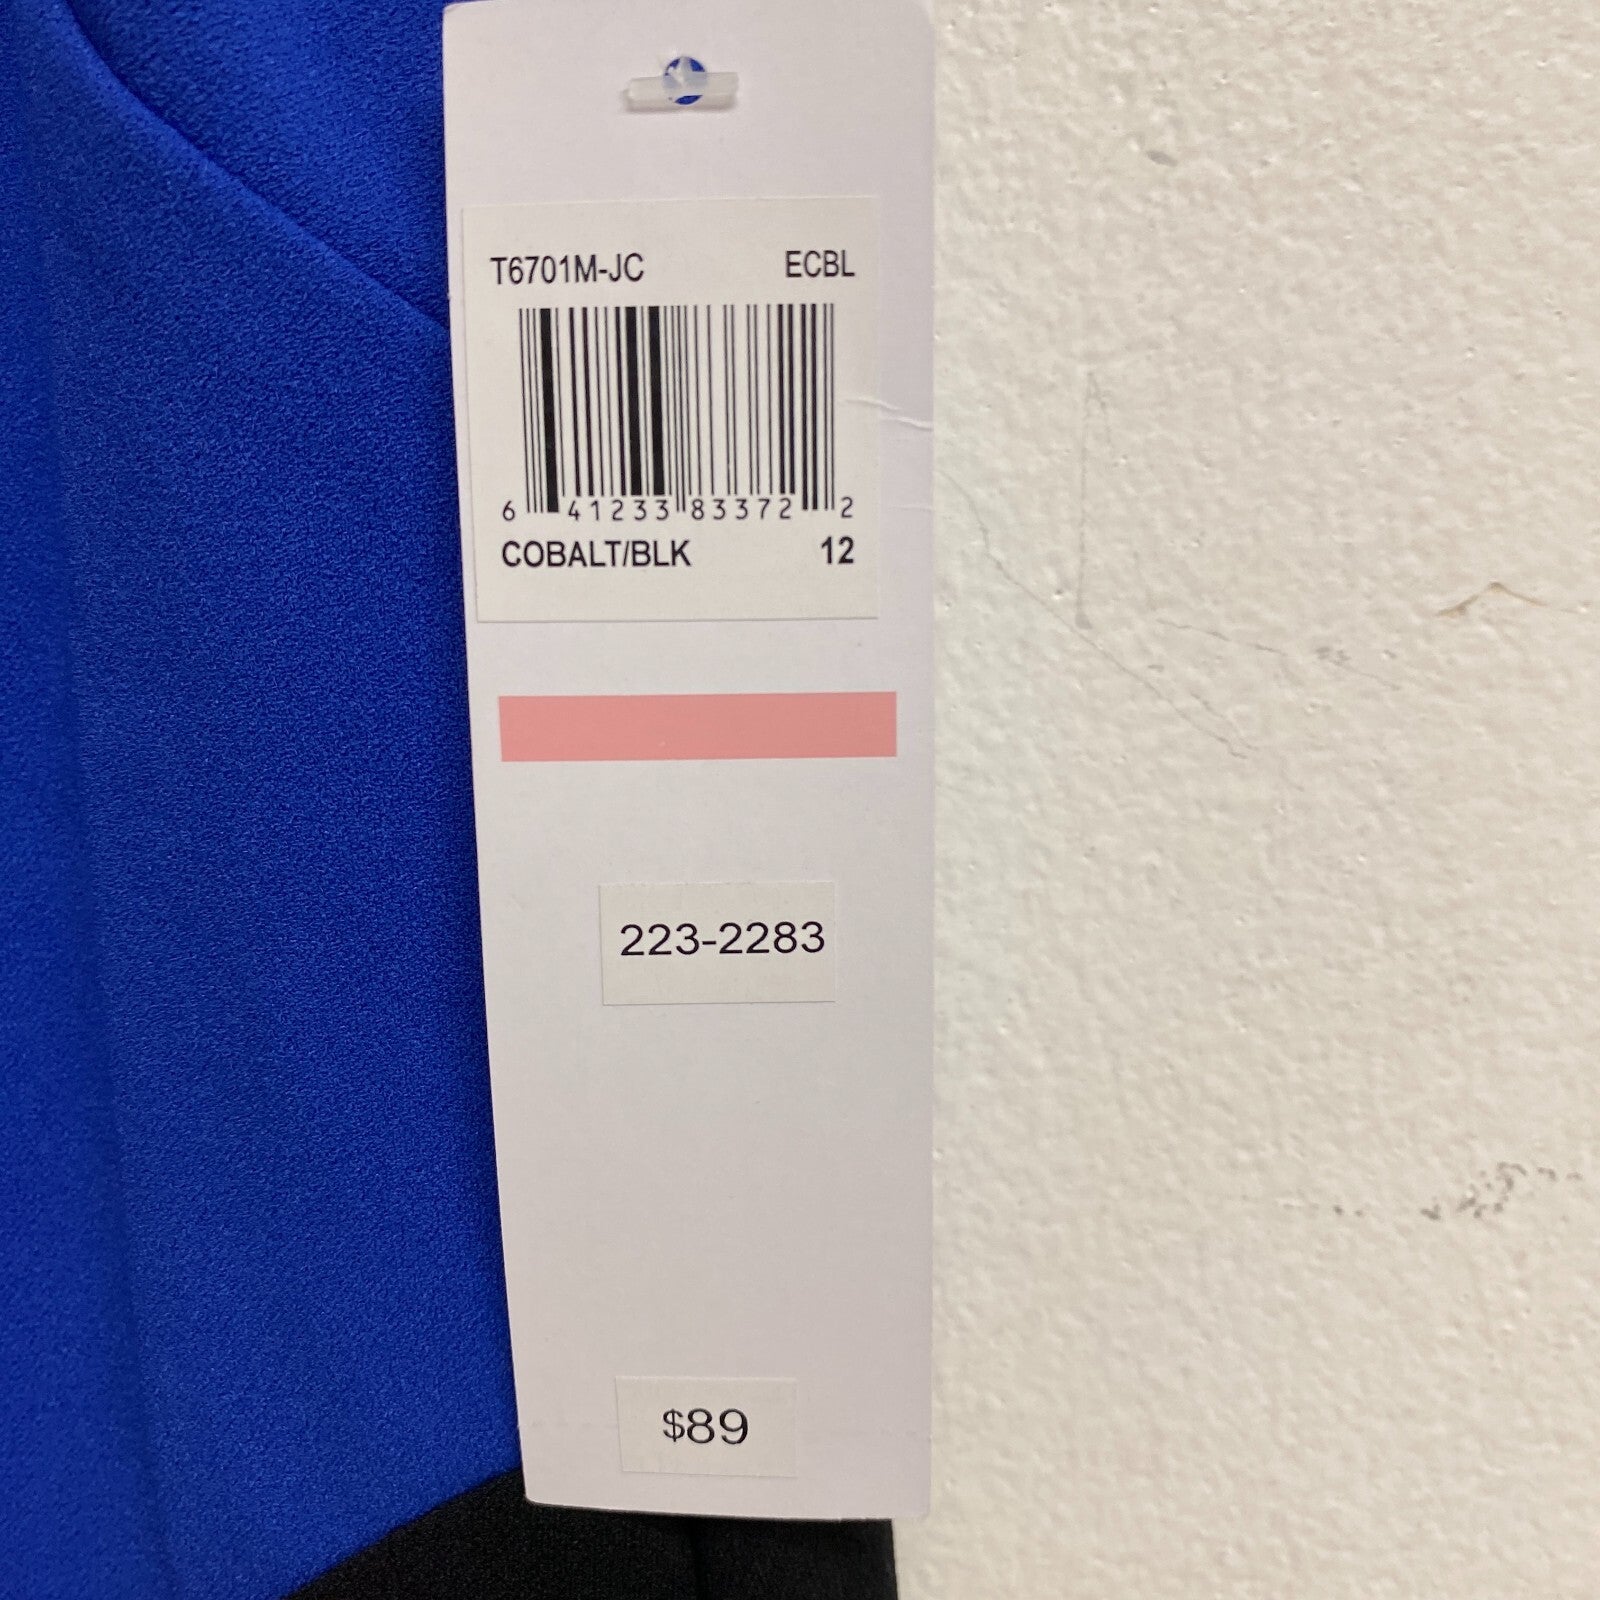 T6701M-JC ECBL
6 41233 83372 2
COBALT/BLK 12
223-2283
$89